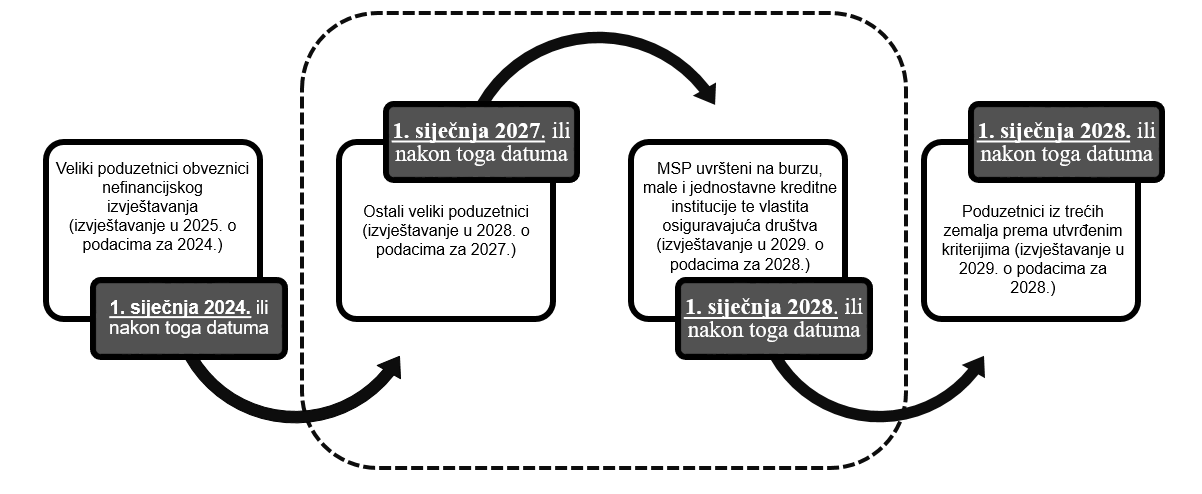 Veliki poduzetnici obveznici
nefinancijskog
izvještavanja
(izvještavanje u 2025. o
podacima za 2024.)
1. siječnja 2024. ili
nakon toga datuma
1. siječnja 2027. ili
nakon toga datuma
Ostali veliki poduzetnici
(izvještavanje u 2028. o
podacima za 2027.)
MSP uvršteni na burzu,
male i jednostavne kreditne
institucije te vlastita
osiguravajuća društva
(izvještavanje u 2029. o
podacima za 2028.)
1. siječnja 2028. ili
nakon toga datuma
1. siječnja 2028. ili
nakon toga datuma
Poduzetnici iz trećih
zemalja prema utvrđenim
kriterijima (izvještavanje u
2029. o podacima za
2028.)